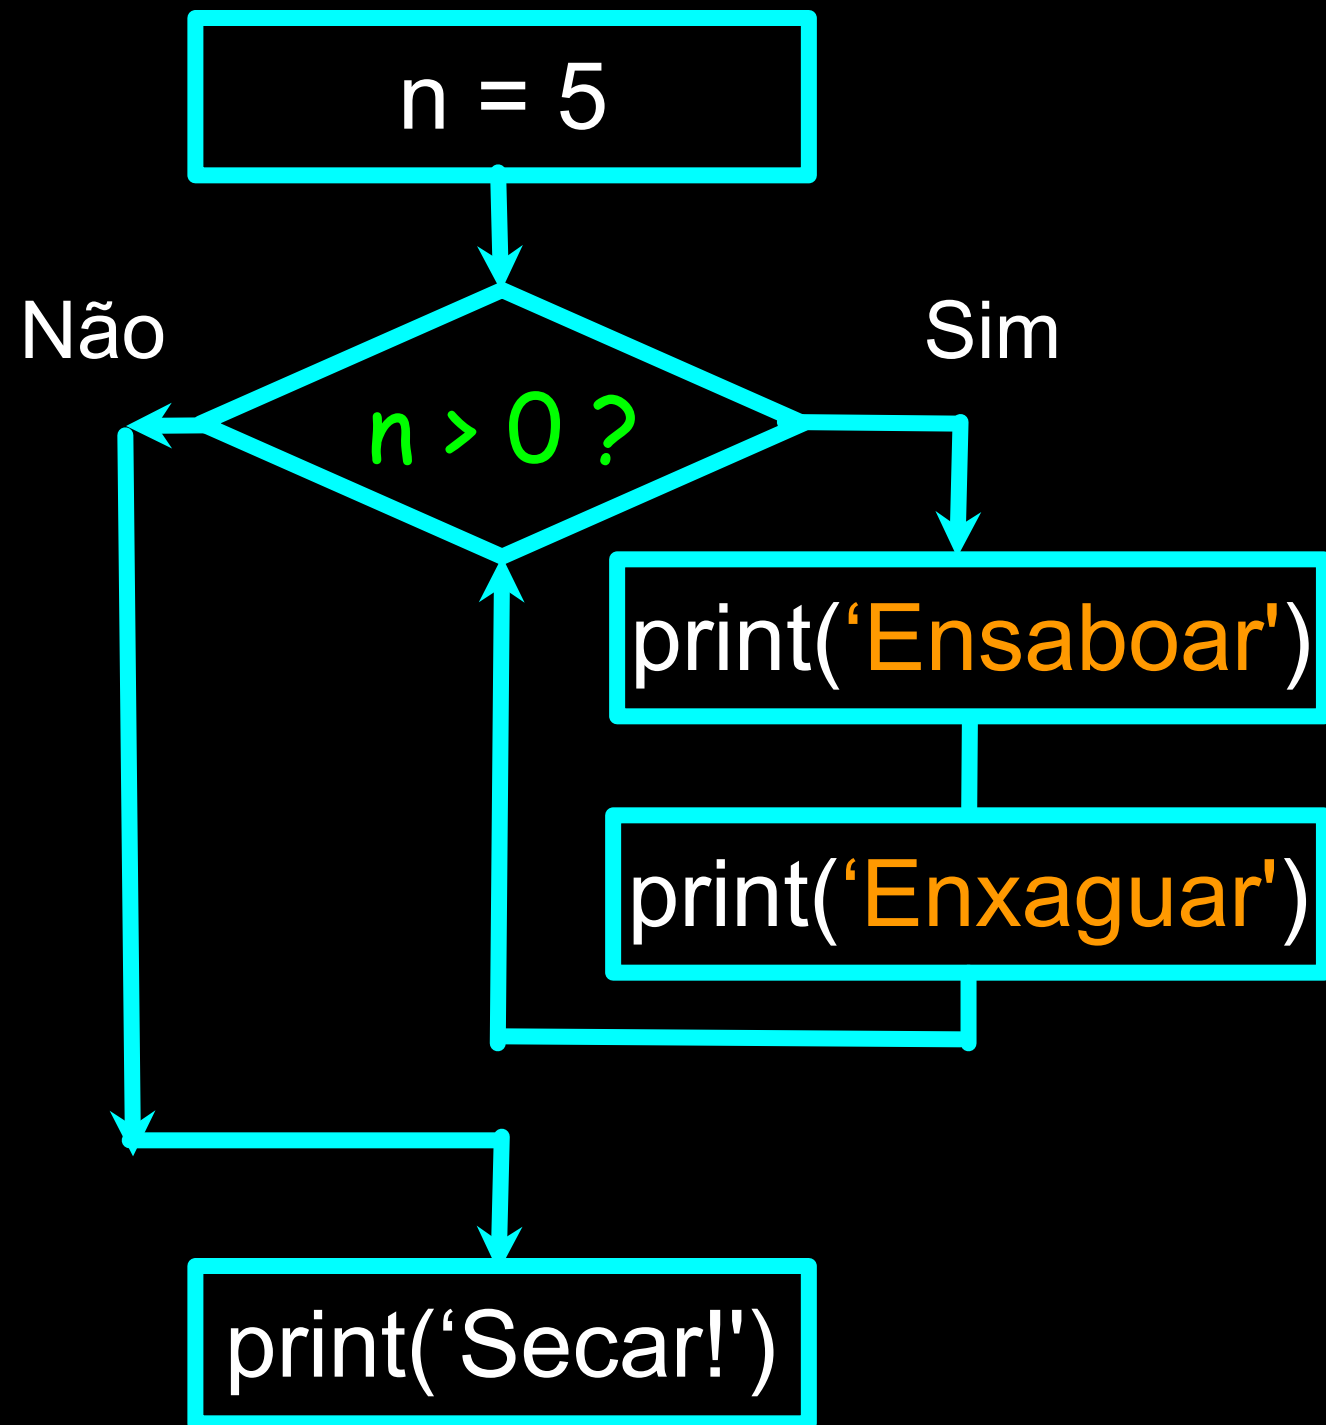 n = 5
Não
Sim
n > 0 ?
print(‘Ensaboar')
print(‘Enxaguar')
print(‘Secar!')